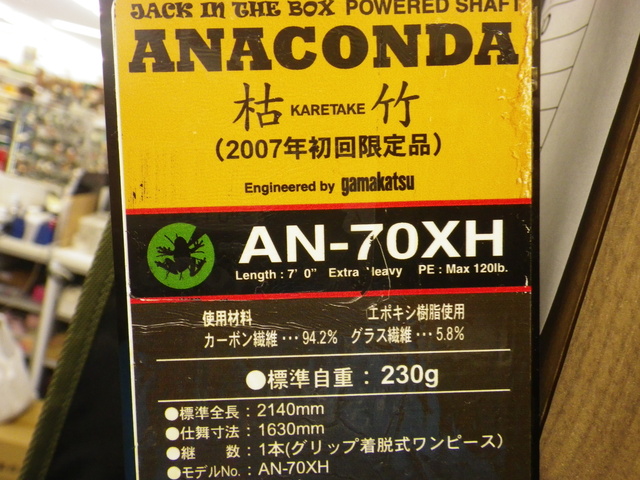 JACK IN THE BOX POWERED SHAFT
ANACONDA
枯 KARETAKE 竹
(2007年初回限定品)
Engineered by gamakatsu
AN-70XH
Length : 7' 0" Extra Heavy PE : Max 120lb.
使用材料 エポキシ樹脂使用
カーボン繊維…94.2% グラス繊維…5.8%
●標準自重 : 230g
●標準全長 : 2140mm
●仕舞寸法 : 1630mm
●継 数 : 1本(グリップ着脱式ワンピース)
●モデルNo. : AN-70XH